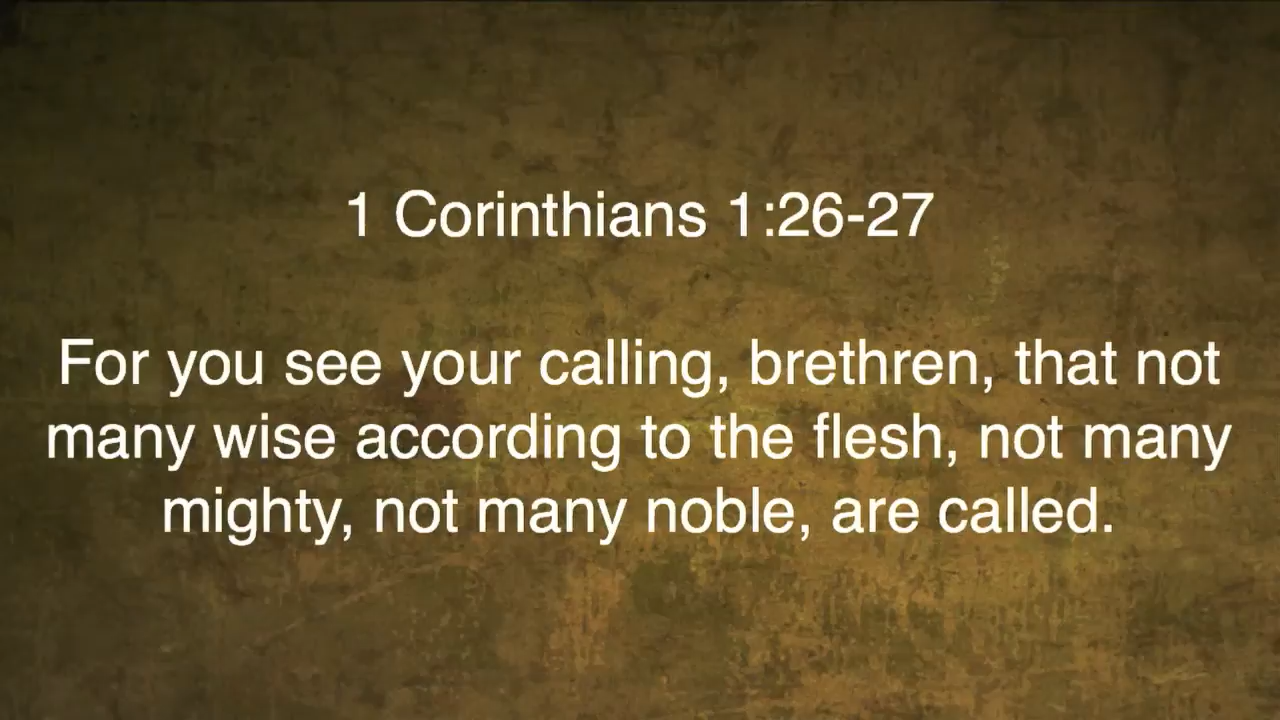 1 Corinthians 1:26-27
For you see your calling, brethren, that not
many wise according to the flesh, not many
mighty, not many noble, are called.